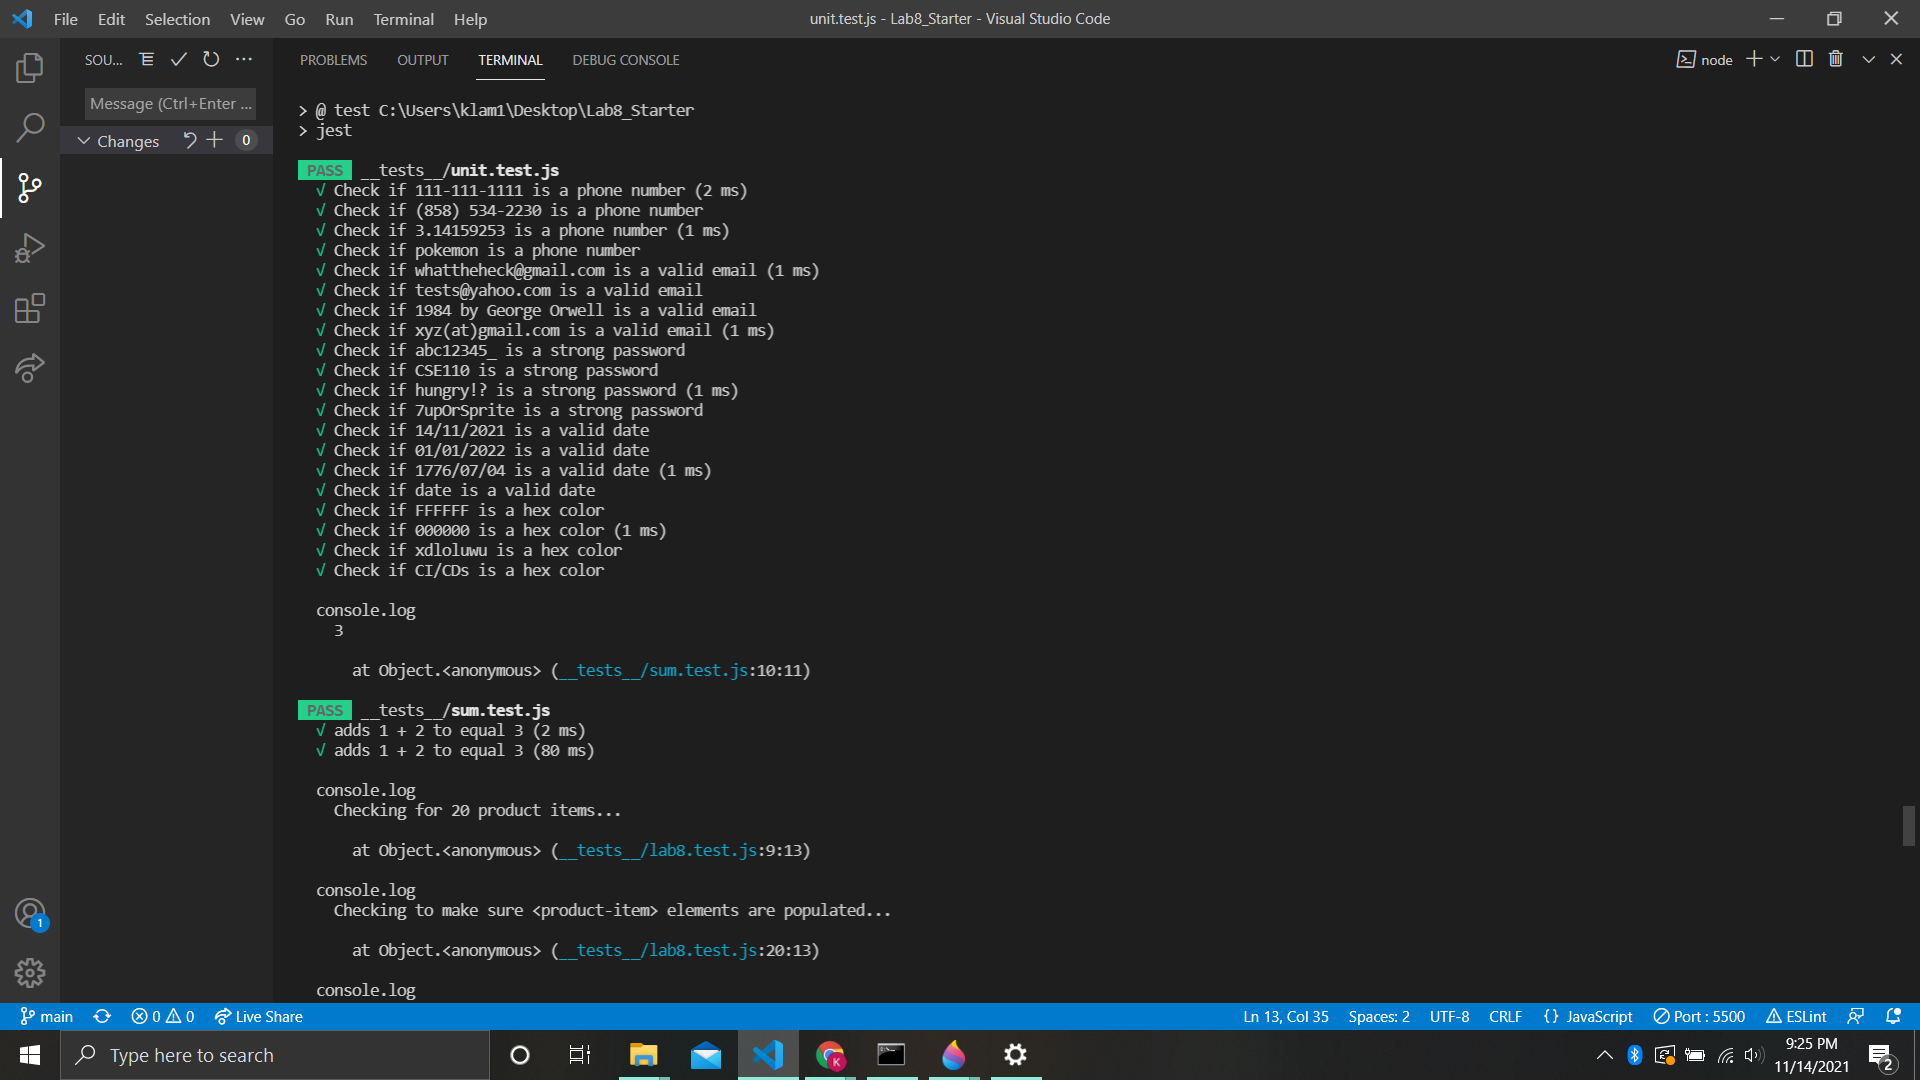 File Edit Selection View Go Run Terminal Help
unit.test.js - Lab8_Starter - Visual Studio Code
SOU...
PROBLEMS OUTPUT TERMINAL DEBUG CONSOLE
node
Message (Ctrl+Enter ...
Changes 0
> @ test C:\Users\klam1\Desktop\Lab8_Starter
> jest
PASS __tests__/unit.test.js
√ Check if 111-111-1111 is a phone number (2 ms)
√ Check if (858) 534-2230 is a phone number
√ Check if 3.14159253 is a phone number (1 ms)
√ Check if pokemon is a phone number
√ Check if whattheheck@gmail.com is a valid email (1 ms)
√ Check if tests@yahoo.com is a valid email
√ Check if 1984 by George Orwell is a valid email
√ Check if xyz(at)gmail.com is a valid email (1 ms)
√ Check if abc12345_ is a strong password
√ Check if CSE110 is a strong password
√ Check if hungry!? is a strong password (1 ms)
√ Check if 7upOrSprite is a strong password
√ Check if 14/11/2021 is a valid date
√ Check if 01/01/2022 is a valid date
√ Check if 1776/07/04 is a valid date (1 ms)
√ Check if date is a valid date
√ Check if FFFFFF is a hex color
√ Check if 000000 is a hex color (1 ms)
√ Check if xdloluwu is a hex color
√ Check if CI/CDs is a hex color
console.log
3
at Object.<anonymous> (__tests__/sum.test.js:10:11)
PASS __tests__/sum.test.js
√ adds 1 + 2 to equal 3 (2 ms)
√ adds 1 + 2 to equal 3 (80 ms)
console.log
Checking for 20 product items...
at Object.<anonymous> (__tests__/lab8.test.js:9:13)
console.log
Checking to make sure <product-item> elements are populated...
at Object.<anonymous> (__tests__/lab8.test.js:20:13)
console.log
1
main 0 0 Live Share
Ln 13, Col 35 Spaces: 2 UTF-8 CRLF {} JavaScript Port : 5500 ESLint
Type here to search
K
9:25 PM
11/14/2021
2